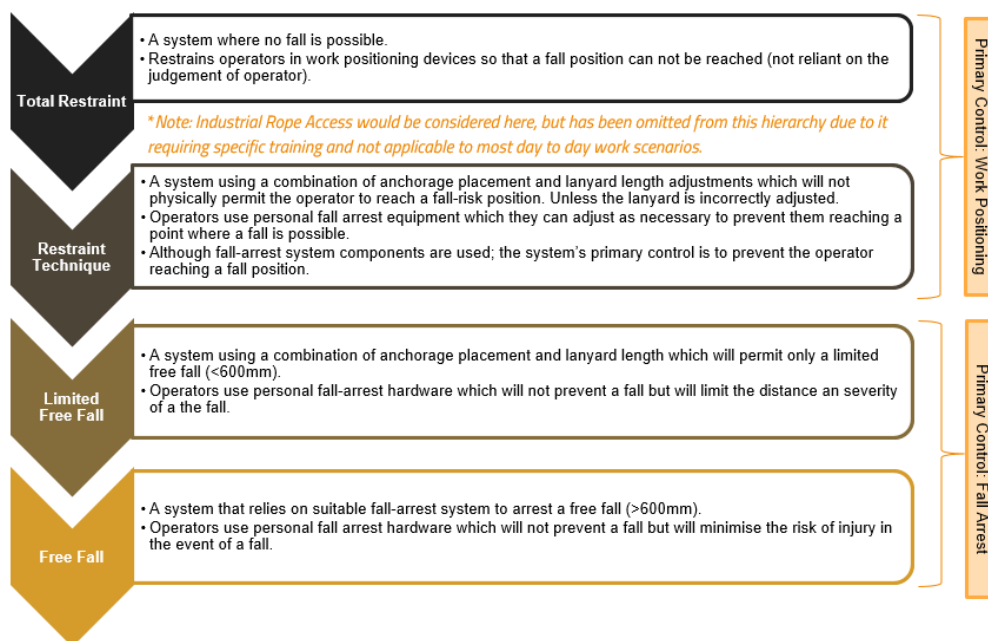 • A system where no fall is possible.
• Restrains operators in work positioning devices so that a fall position can not be reached (not reliant on the
judgement of operator).
Total Restraint
*Note: Industrial Rope Access would be considered here, but has been omitted from this hierarchy due to it
requiring specific training and not applicable to most day to day work scenarios.
Primary Control: Work Positioning
• A system using a combination of anchorage placement and lanyard length adjustments which will not
physically permit the operator to reach a fall-risk position. Unless the lanyard is incorrectly adjusted.
• Operators use personal fall arrest equipment which they can adjust as necessary to prevent them reaching a
point where a fall is possible.
• Although fall-arrest system components are used; the system's primary control is to prevent the operator
reaching a fall position.
Restraint
Technique
• A system using a combination of anchorage placement and lanyard length which will permit only a limited
free fall (<600mm).
• Operators use personal fall-arrest hardware which will not prevent a fall but will limit the distance an severity
of a the fall.
Limited
Free Fall
Primary Control: Fall Arrest
• A system that relies on suitable fall-arrest system to arrest a free fall (>600mm).
• Operators use personal fall arrest hardware which will not prevent a fall but will minimise the risk of injury in
the event of a fall.
Free Fall